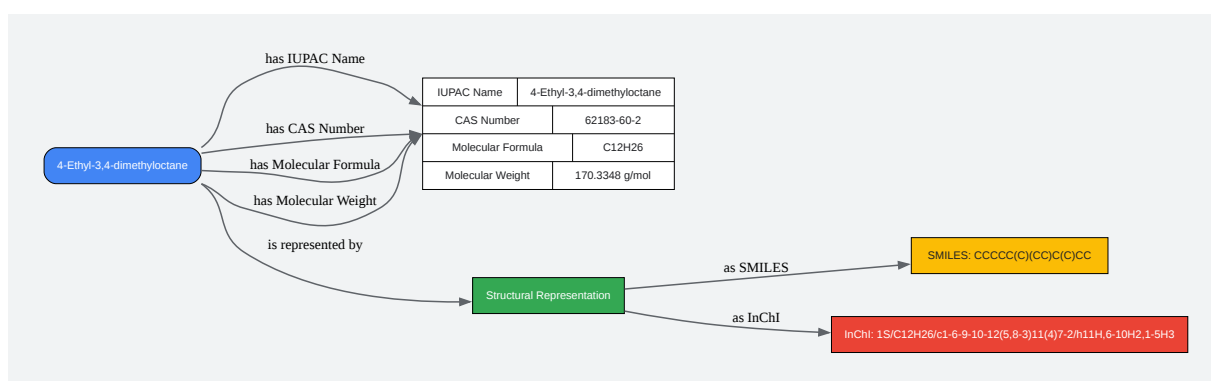 has IUPAC Name
IUPAC Name 4-Ethyl-3,4-dimethyloctane
has CAS Number
CAS Number 62183-60-2
has Molecular Formula
Molecular Formula C12H26
4-Ethyl-3,4-dimethyloctane
has Molecular Weight
Molecular Weight 170.3348 g/mol
is represented by
Structural Representation
as SMILES
SMILES: CCCCC(C)(CC)C(C)CC
as InChI
InChI: 1S/C12H26/c1-6-9-10-12(5,8-3)11(4)7-2/h11H,6-10H2,1-5H3